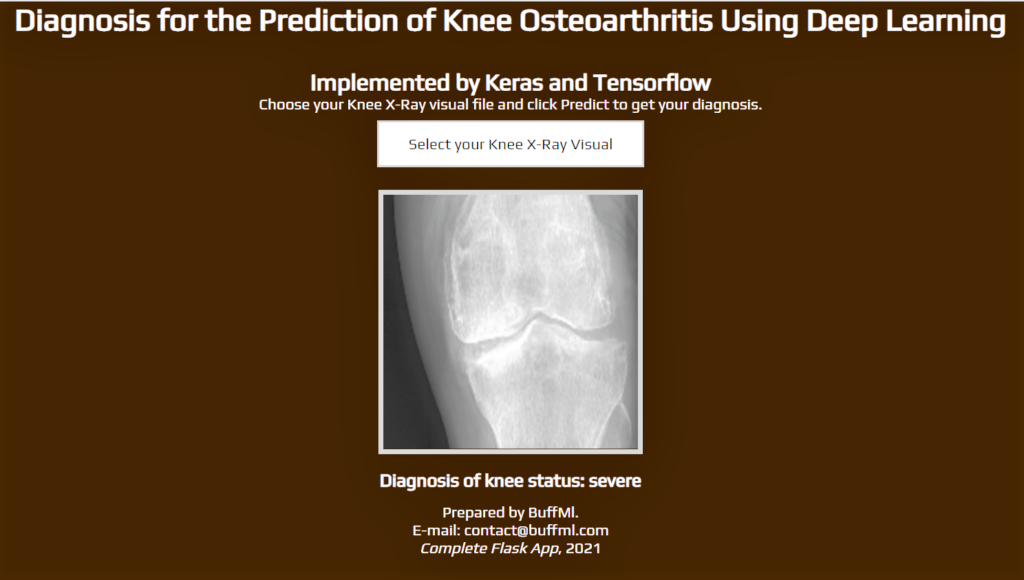 Diagnosis for the Prediction of Knee Osteoarthritis Using Deep Learning
Implemented by Keras and Tensorflow
Choose your Knee X-Ray visual file and click Predict to get your diagnosis.
Select your Knee X-Ray Visual
Diagnosis of knee status: severe
Prepared by BuffMl.
E-mail: contact@buffml.com
Complete Flask App, 2021